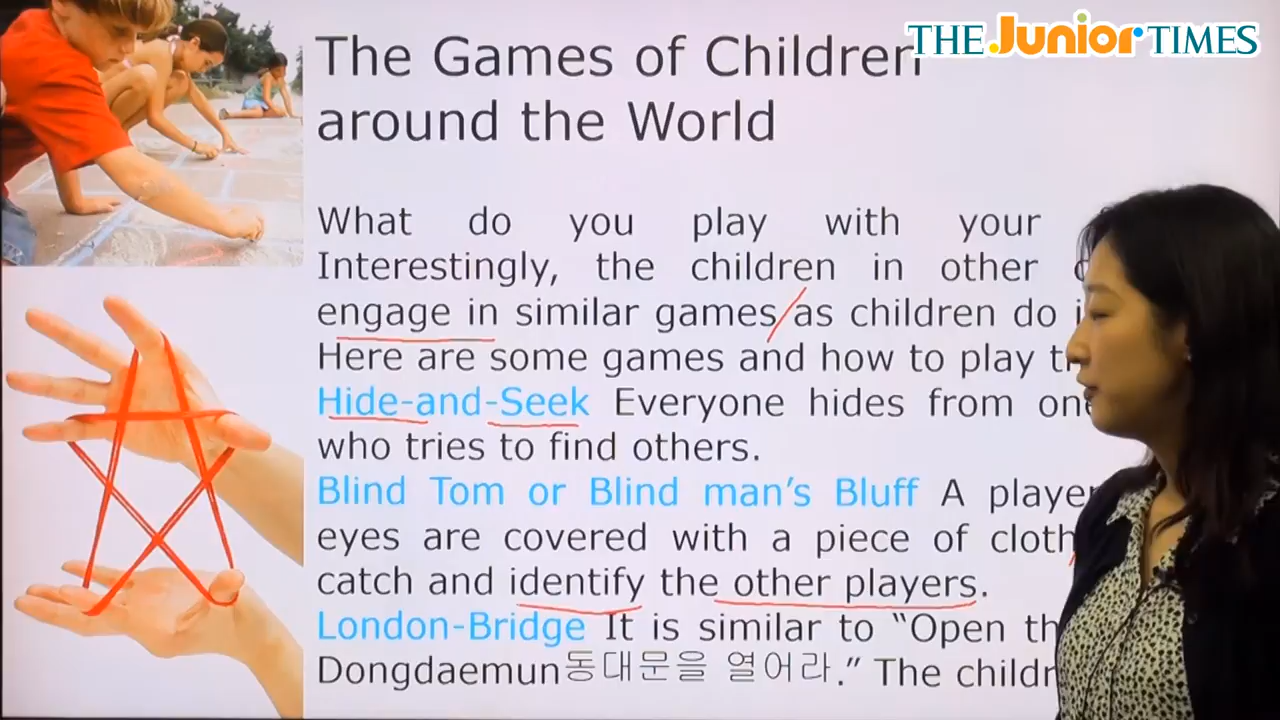 THE Junior TIMES
The Games of Children
around the World
What do you play with your
Interestingly, the children in other
engage in similar games as children do
Here are some games and how to play
Hide-and-Seek Everyone hides from one
who tries to find others.
Blind Tom or Blind man's Bluff A
eyes are covered with a piece of cloth,
catch and identify the other players.
London-Bridge It is similar to “Open
Dongdaemun동대문을 열어라.” The